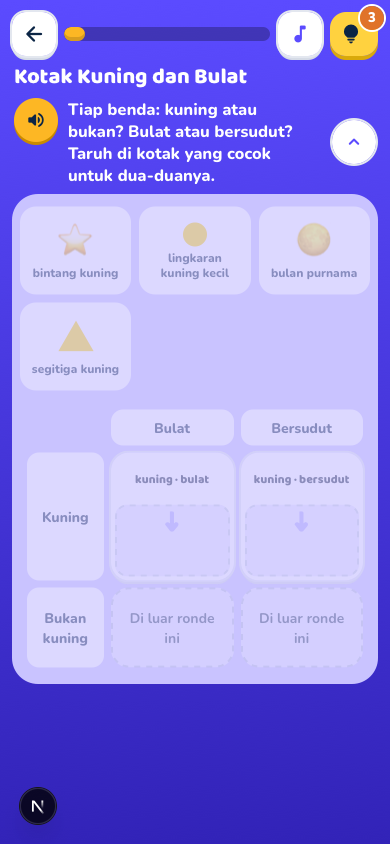 3
Kotak Kuning dan Bulat
Tiap benda: kuning atau
bukan? Bulat atau bersudut?
Taruh di kotak yang cocok
untuk dua-duanya.
bintang kuning
lingkaran
kuning kecil
bulan purnama
segitiga kuning
Bulat
Bersudut
Kuning
kuning · bulat
kuning · bersudut
Bukan
kuning
Di luar ronde
ini
Di luar ronde
ini
N